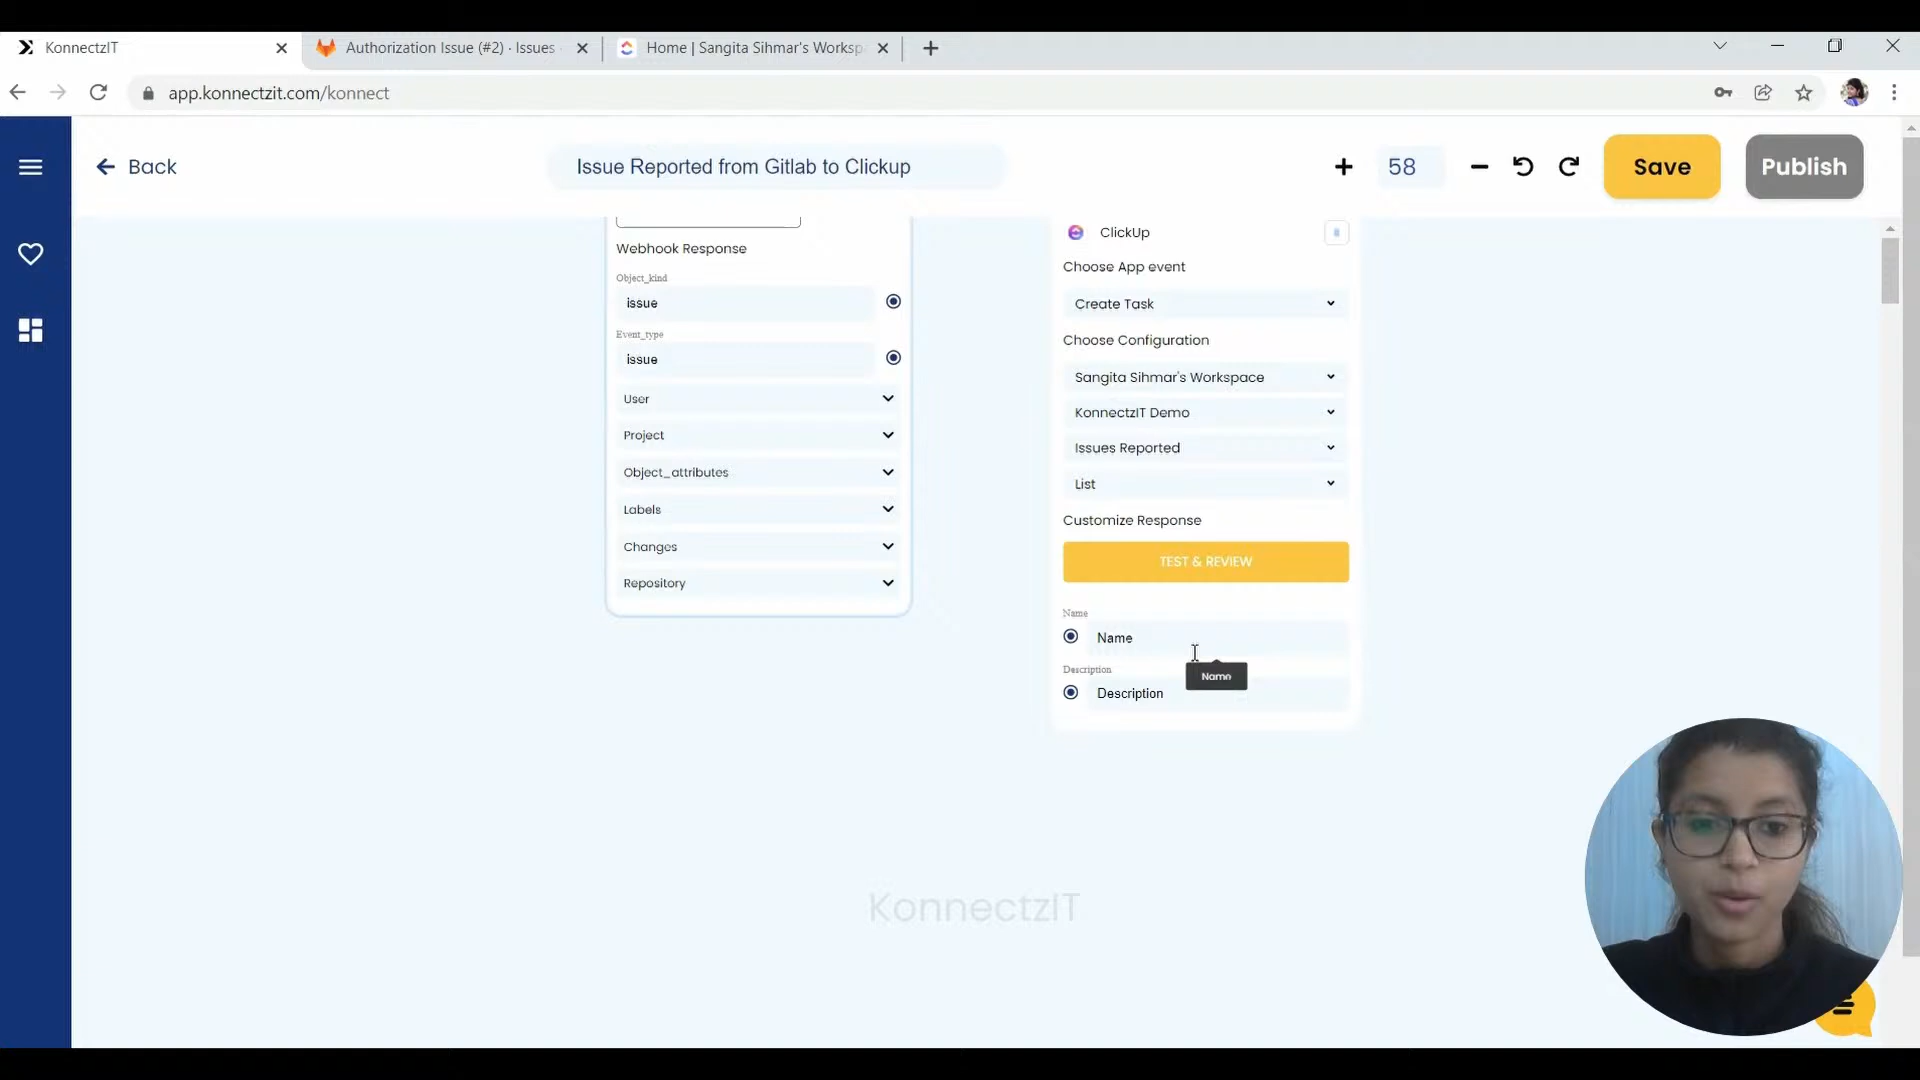 KonnectzIT
Authorization Issue (#2) · Issues
Home | Sangita Sihmar's Worksp
app.konnectzit.com/konnect
Back
Issue Reported from Gitlab to Clickup
58
Save
Publish
Webhook Response
Object_kind
issue
Event_type
issue
User
Project
Object_attributes
Labels
Changes
Repository
ClickUp
Choose App event
Create Task
Choose Configuration
Sangita Sihmar's Workspace
KonnectzIT Demo
Issues Reported
List
Customize Response
TEST & REVIEW
Name
Name
Name
Description
Description
KonnectzIT